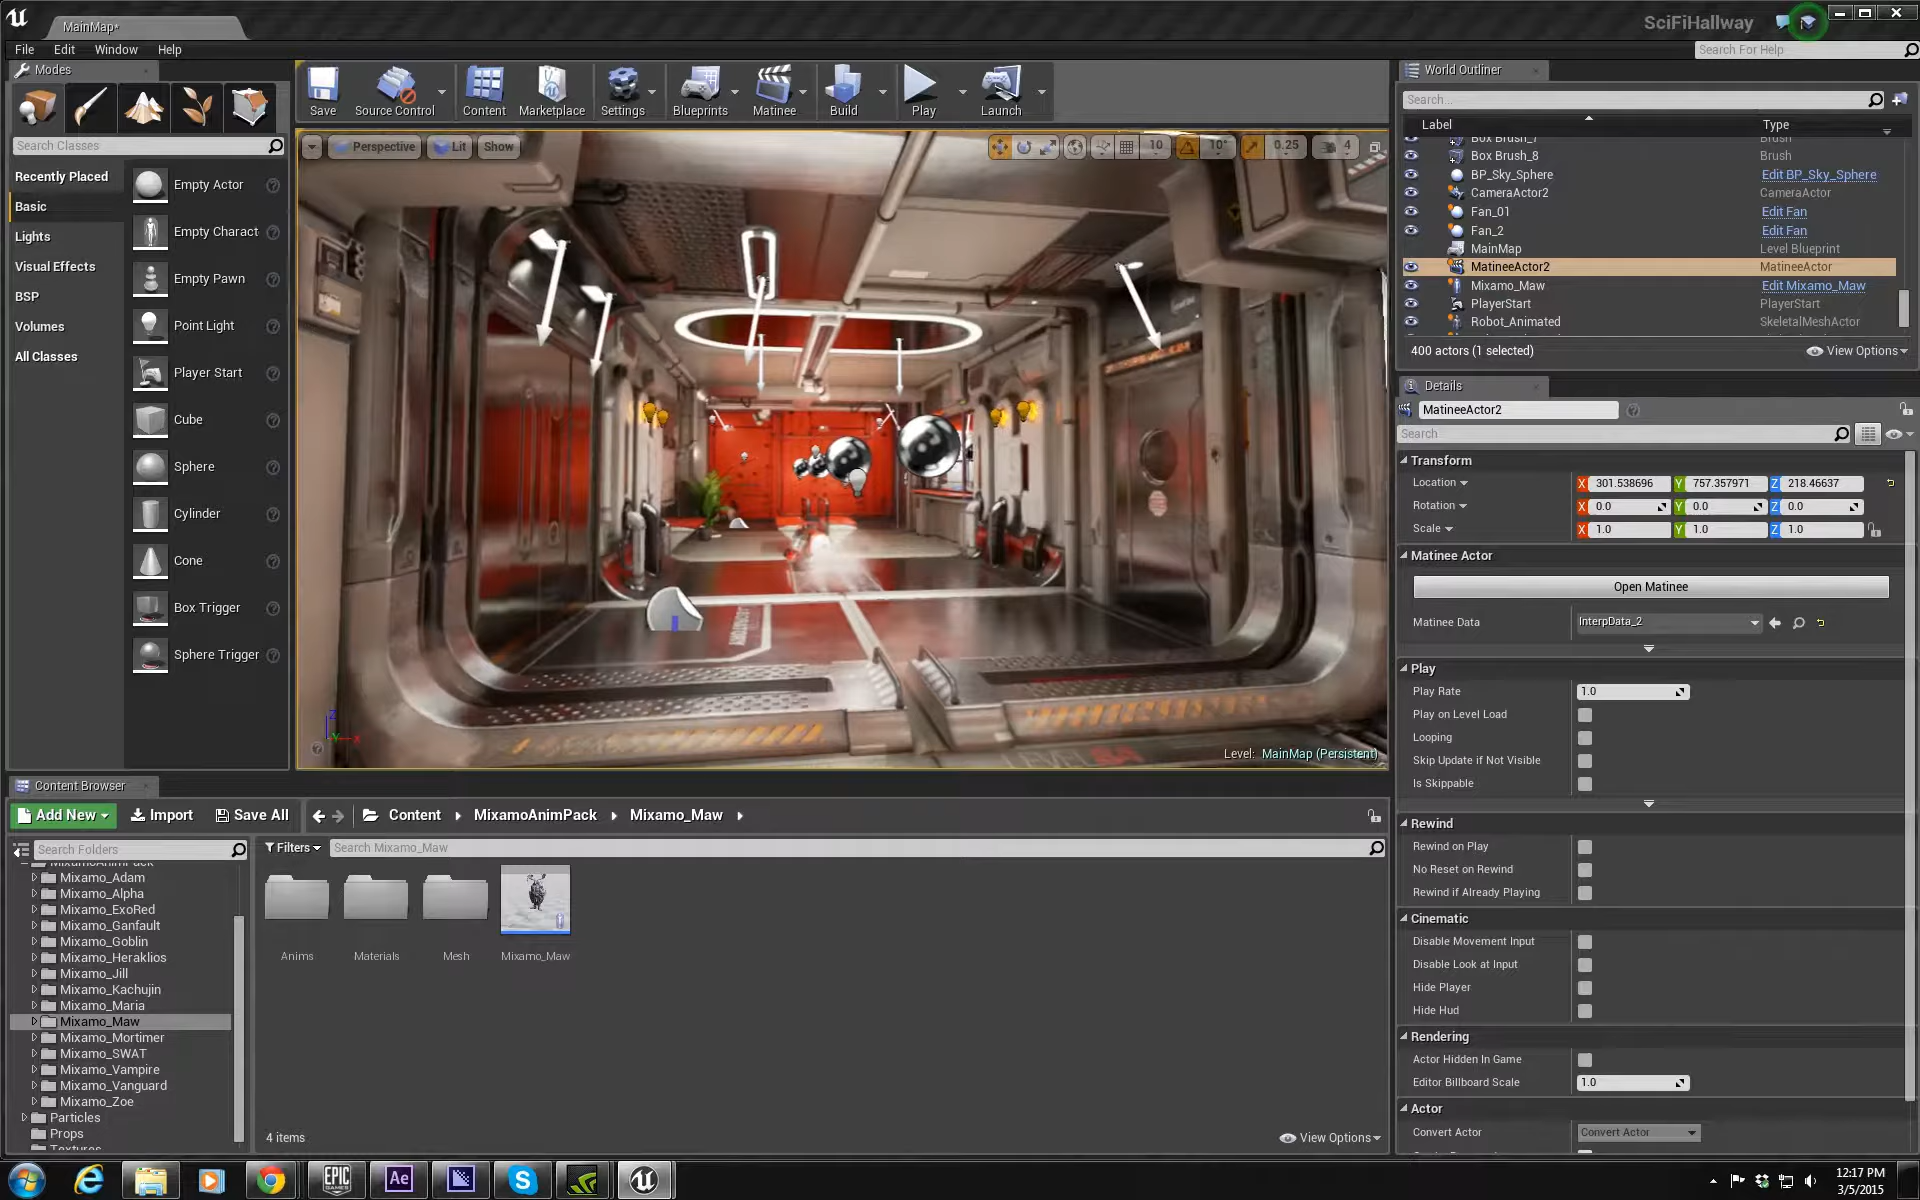 MainMap*
SciFiHallway
File Edit Window Help
Search For Help
Modes
Save
Source Control
Content
Marketplace
Settings
Blueprints
Matinee
Build
Play
Launch
Search Classes
Recently Placed
Basic
Lights
Visual Effects
BSP
Volumes
All Classes
Empty Actor
Empty Charact
Empty Pawn
Point Light
Player Start
Cube
Sphere
Cylinder
Cone
Box Trigger
Sphere Trigger
Perspective Lit Show
10 10° 0.25 4
Level: MainMap (Persistent)
World Outliner
Search...
Label Type
Box Brush_7 Brush
Box Brush_8 Brush
BP_Sky_Sphere Edit BP_Sky_Sphere
CameraActor2 CameraActor
Fan_01 Edit Fan
Fan_2 Edit Fan
MainMap Level Blueprint
MatineeActor2 MatineeActor
Mixamo_Maw Edit Mixamo_Maw
PlayerStart PlayerStart
Robot_Animated SkeletalMeshActor
400 actors (1 selected) View Options
Details
MatineeActor2
Search
Transform
Location X 301.538696 Y 757.357971 Z 218.46637
Rotation X 0.0 Y 0.0 Z 0.0
Scale X 1.0 Y 1.0 Z 1.0
Matinee Actor
Open Matinee
Matinee Data InterpData_2
Play
Play Rate 1.0
Play on Level Load
Looping
Skip Update if Not Visible
Is Skippable
Rewind
Rewind on Play
No Reset on Rewind
Rewind if Already Playing
Cinematic
Disable Movement Input
Disable Look at Input
Hide Player
Hide Hud
Rendering
Actor Hidden In Game
Editor Billboard Scale 1.0
Actor
Convert Actor Convert Actor
Content Browser
Add New Import Save All Content MixamoAnimPack Mixamo_Maw
Search Folders
Filters Search Mixamo_Maw
MixamoAnimPack
Mixamo_Adam
Mixamo_Alpha
Mixamo_ExoRed
Mixamo_Ganfault
Mixamo_Goblin
Mixamo_Heraklios
Mixamo_Jill
Mixamo_Kachujin
Mixamo_Maria
Mixamo_Maw
Mixamo_Mortimer
Mixamo_SWAT
Mixamo_Vampire
Mixamo_Vanguard
Mixamo_Zoe
Particles
Props
Textures
Anims Materials Mesh Mixamo_Maw
4 items View Options
EPIC GAMES
Ae
12:17 PM
3/5/2015